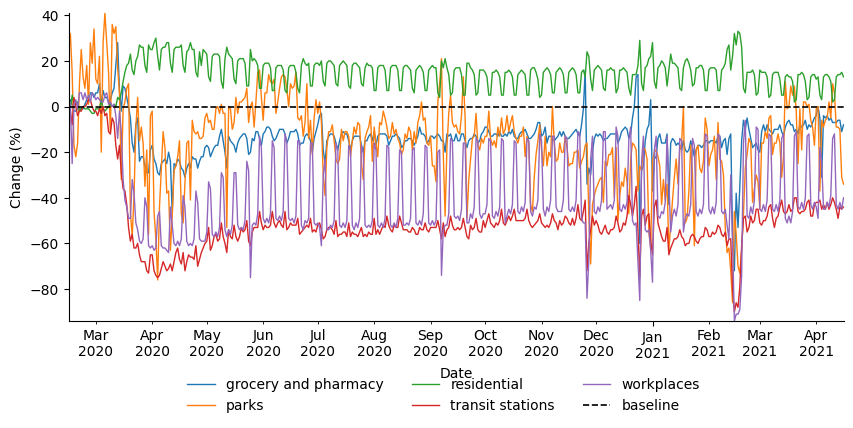 40
20
0
−20
−40
−60
−80
Change (%)
Mar Apr May Jun Jul Aug Sep Oct Nov Dec Jan Feb Mar Apr
2020 2020 2020 2020 2020 2020 2020 2020 2020 2020 2021 2021 2021 2021
Date
grocery and pharmacy residential workplaces
parks transit stations baseline